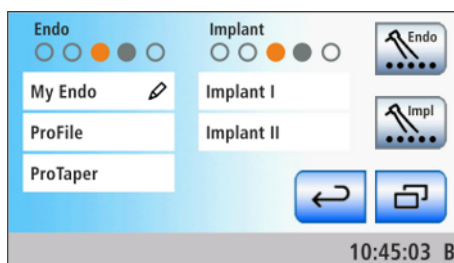 Endo
Implant
Endo
My Endo
Implant I
ProFile
Implant II
Impl
ProTaper
10:45:03 B